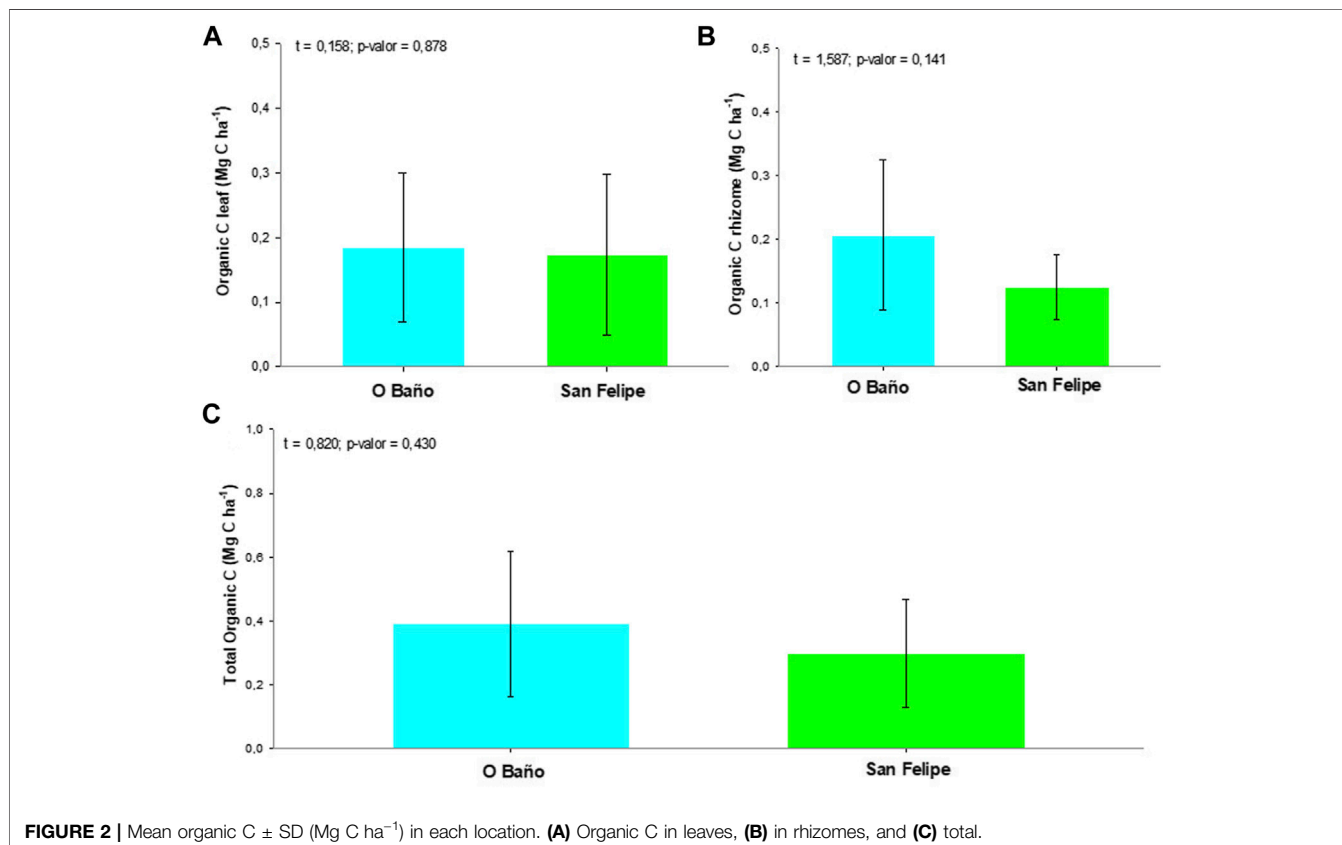 A
t = 0,158; p-valor = 0,878
Organic C leaf (Mg C ha⁻¹)
0,5
0,4
0,3
0,2
0,1
0,0
O Baño
San Felipe
B
t = 1,587; p-valor = 0,141
Organic C rhizome (Mg C ha⁻¹)
0,5
0,4
0,3
0,2
0,1
0,0
O Baño
San Felipe
C
t = 0,820; p-valor = 0,430
Total Organic C (Mg C ha⁻¹)
1,0
0,8
0,6
0,4
0,2
0,0
O Baño
San Felipe
FIGURE 2 | Mean organic C ± SD (Mg C ha⁻¹) in each location. (A) Organic C in leaves, (B) in rhizomes, and (C) total.